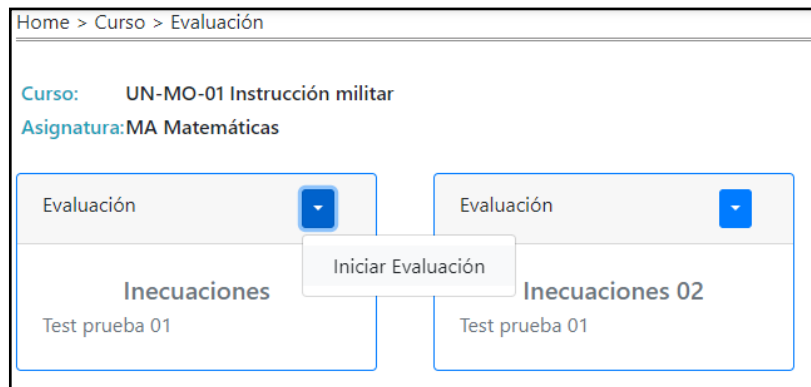 Home > Curso > Evaluación
Curso: UN-MO-01 Instrucción militar
Asignatura:MA Matemáticas
Evaluación
Iniciar Evaluación
Inecuaciones
Test prueba 01
Evaluación
Inecuaciones 02
Test prueba 01